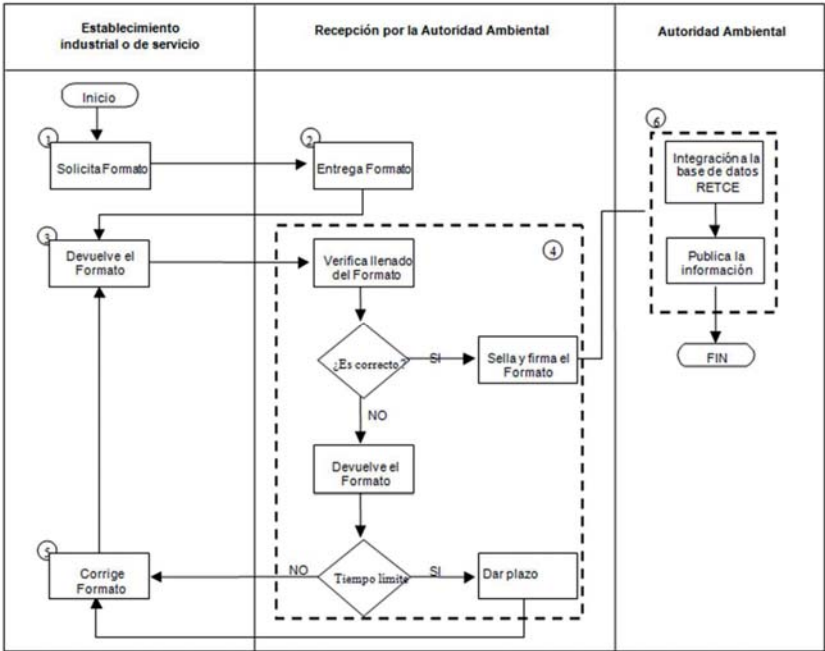 Establecimiento
industrial o de servicio
Recepción por la Autoridad Ambiental
Autoridad Ambiental
Inicio
1
Solicita Formato
2
Entrega Formato
3
Devuelve el
Formato
4
Verifica llenado
del Formato
¿Es correcto?
SI
Sella y firma el
Formato
NO
Devuelve el
Formato
Tiempo limite
SI
Dar plazo
NO
5
Corrige
Formato
6
Integración a la
base de datos
RETCE
Publica la
información
FIN